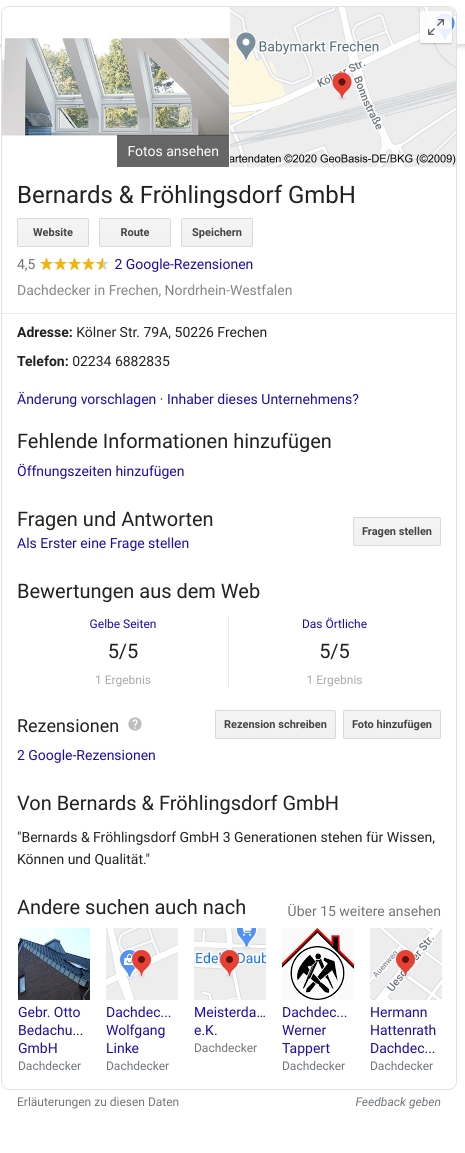 Babymarkt Frechen
Kölner Str.
Bonnstraße
Fotos ansehen
artendaten ©2020 GeoBasis-DE/BKG (©2009)
Bernards & Fröhlingsdorf GmbH
Website Route Speichern
4,5 2 Google-Rezensionen
Dachdecker in Frechen, Nordrhein-Westfalen
Adresse: Kölner Str. 79A, 50226 Frechen
Telefon: 02234 6882835
Änderung vorschlagen · Inhaber dieses Unternehmens?
Fehlende Informationen hinzufügen
Öffnungszeiten hinzufügen
Fragen und Antworten
Fragen stellen
Als Erster eine Frage stellen
Bewertungen aus dem Web
Gelbe Seiten Das Örtliche
5/5 5/5
1 Ergebnis 1 Ergebnis
Rezensionen ? Rezension schreiben Foto hinzufügen
2 Google-Rezensionen
Von Bernards & Fröhlingsdorf GmbH
"Bernards & Fröhlingsdorf GmbH 3 Generationen stehen für Wissen,
Können und Qualität."
Andere suchen auch nach Über 15 weitere ansehen
Edel Daub
Auenweg
Gebr. Otto Dachdec... Meisterda... Dachdec... Hermann
Bedachu... Wolfgang e.K. Werner Hattenrath
GmbH Linke Dachdecker Tappert Dachdec...
Dachdecker Dachdecker Dachdecker Dachdecker
Erläuterungen zu diesen Daten Feedback geben